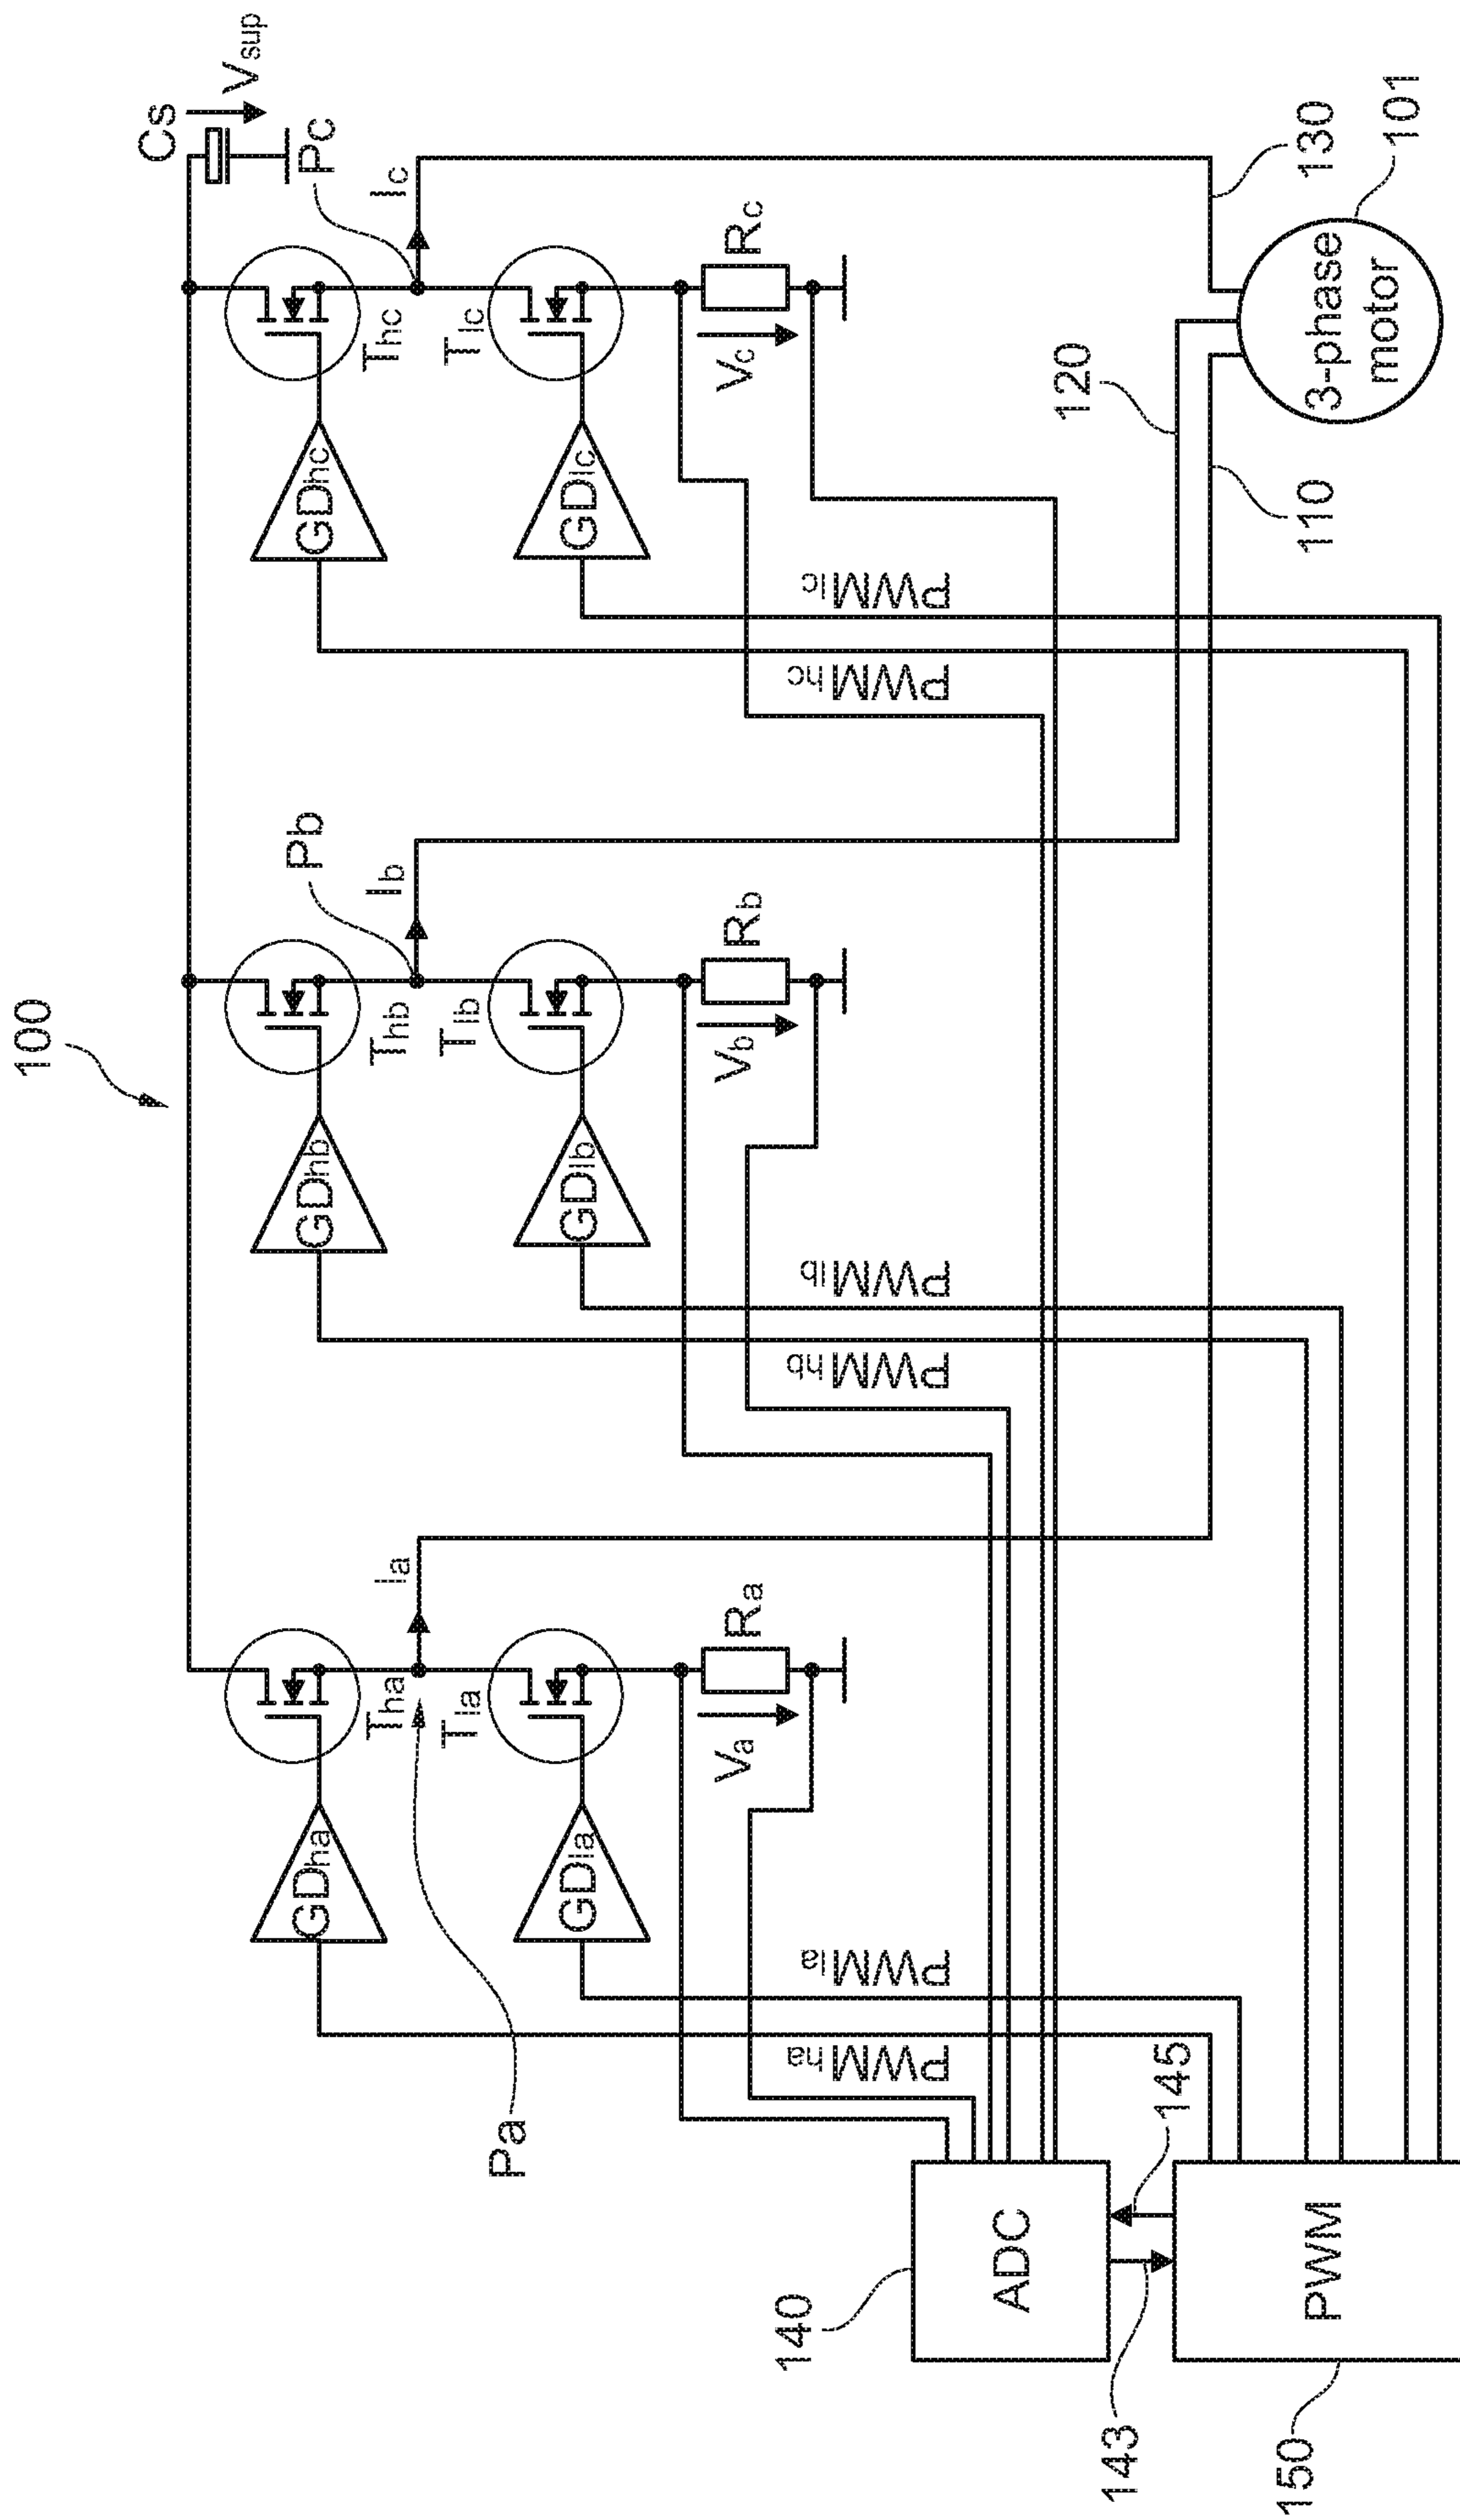 100
Cs
Vsup
GDha
Tha
Ia
Pa
GDla
Tla
Va
Ra
PWMha
PWMla
GDhb
Thb
Ib
Pb
GDlb
Tlb
Vb
Rb
PWMhb
PWMlb
GDhc
Thc
Ic
Pc
GDlc
Tlc
Vc
Rc
PWMhc
PWMlc
140
ADC
143
145
150
PWM
110
120
130
3-phase
motor
101